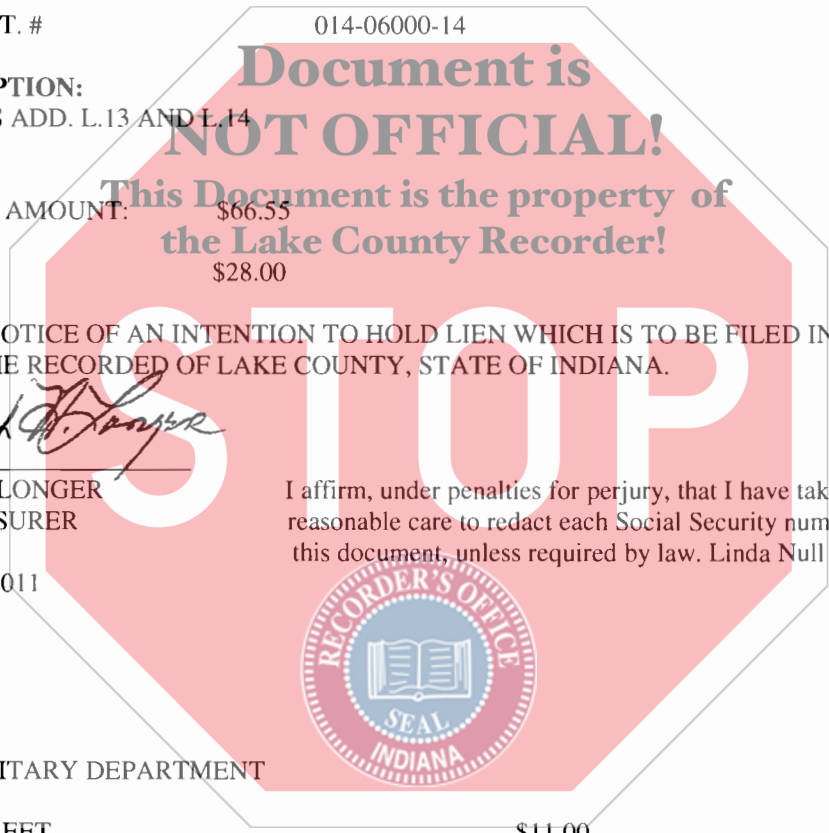 T. # 014-06000-14
Document is
PTION:
S ADD. L.13 AND L.14
NOT OFFICIAL!
This Document is the property of
AMOUNT: $66.55
the Lake County Recorder!
$28.00
OTICE OF AN INTENTION TO HOLD LIEN WHICH IS TO BE FILED IN
E RECORDED OF LAKE COUNTY, STATE OF INDIANA.
STOP
LONGER I affirm, under penalties for perjury, that I have tak
SURER reasonable care to redact each Social Security num
this document, unless required by law. Linda Null
011
RECORDER'S OFFICE
SEAL
INDIANA
ITARY DEPARTMENT
EET $11.00